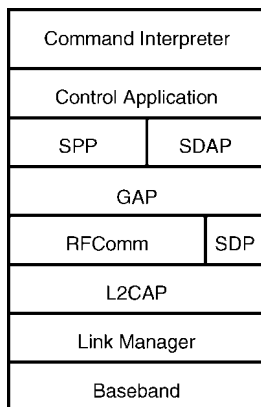 Command Interpreter
Control Application
SPP SDAP
GAP
RFComm SDP
L2CAP
Link Manager
Baseband